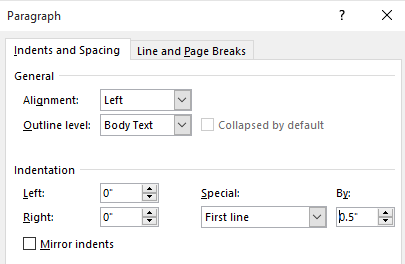 Paragraph ? ×
Indents and Spacing Line and Page Breaks
General
Alignment: Left
Outline level: Body Text Collapsed by default
Indentation
Left: 0" Special: By:
Right: 0" First line 0.5"
Mirror indents